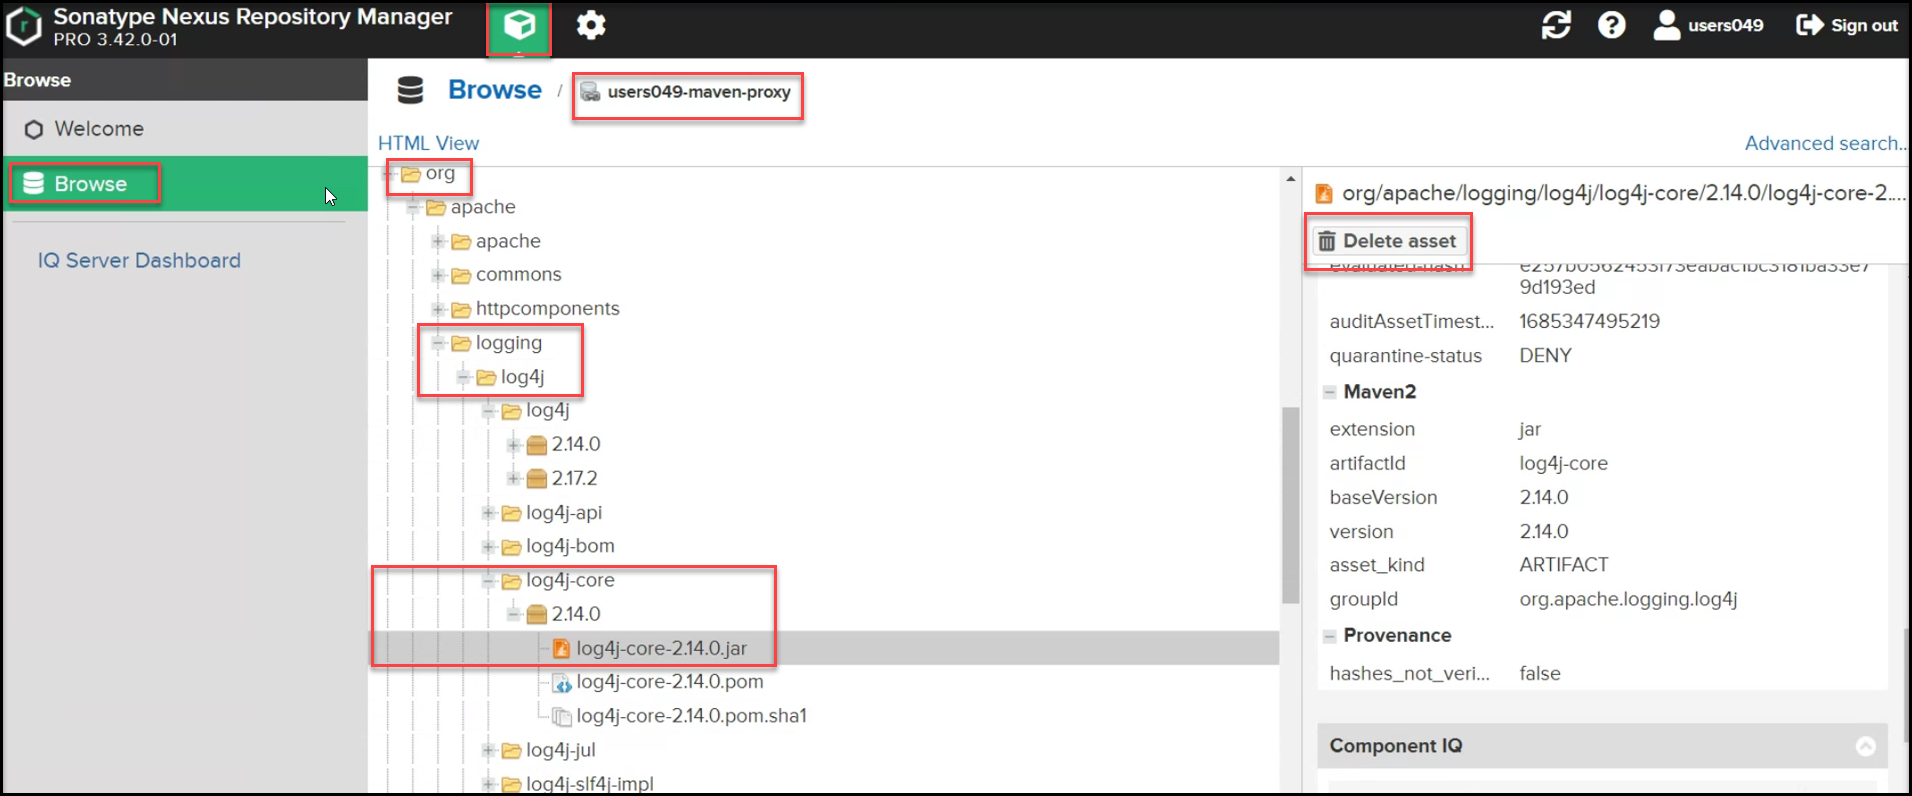 Sonatype Nexus Repository Manager
PRO 3.42.0-01
users049
Sign out
Browse
Welcome
Browse
IQ Server Dashboard
Browse / users049-maven-proxy
HTML View
Advanced search...
org
apache
apache
commons
httpcomponents
logging
log4j
log4j
2.14.0
2.17.2
log4j-api
log4j-bom
log4j-core
2.14.0
log4j-core-2.14.0.jar
log4j-core-2.14.0.pom
log4j-core-2.14.0.pom.sha1
log4j-jul
log4j-slf4j-impl
org/apache/logging/log4j/log4j-core/2.14.0/log4j-core-2....
Delete asset
9d193ed
auditAssetTimest... 1685347495219
quarantine-status DENY
Maven2
extension jar
artifactId log4j-core
baseVersion 2.14.0
version 2.14.0
asset_kind ARTIFACT
groupId org.apache.logging.log4j
Provenance
hashes_not_veri... false
Component IQ